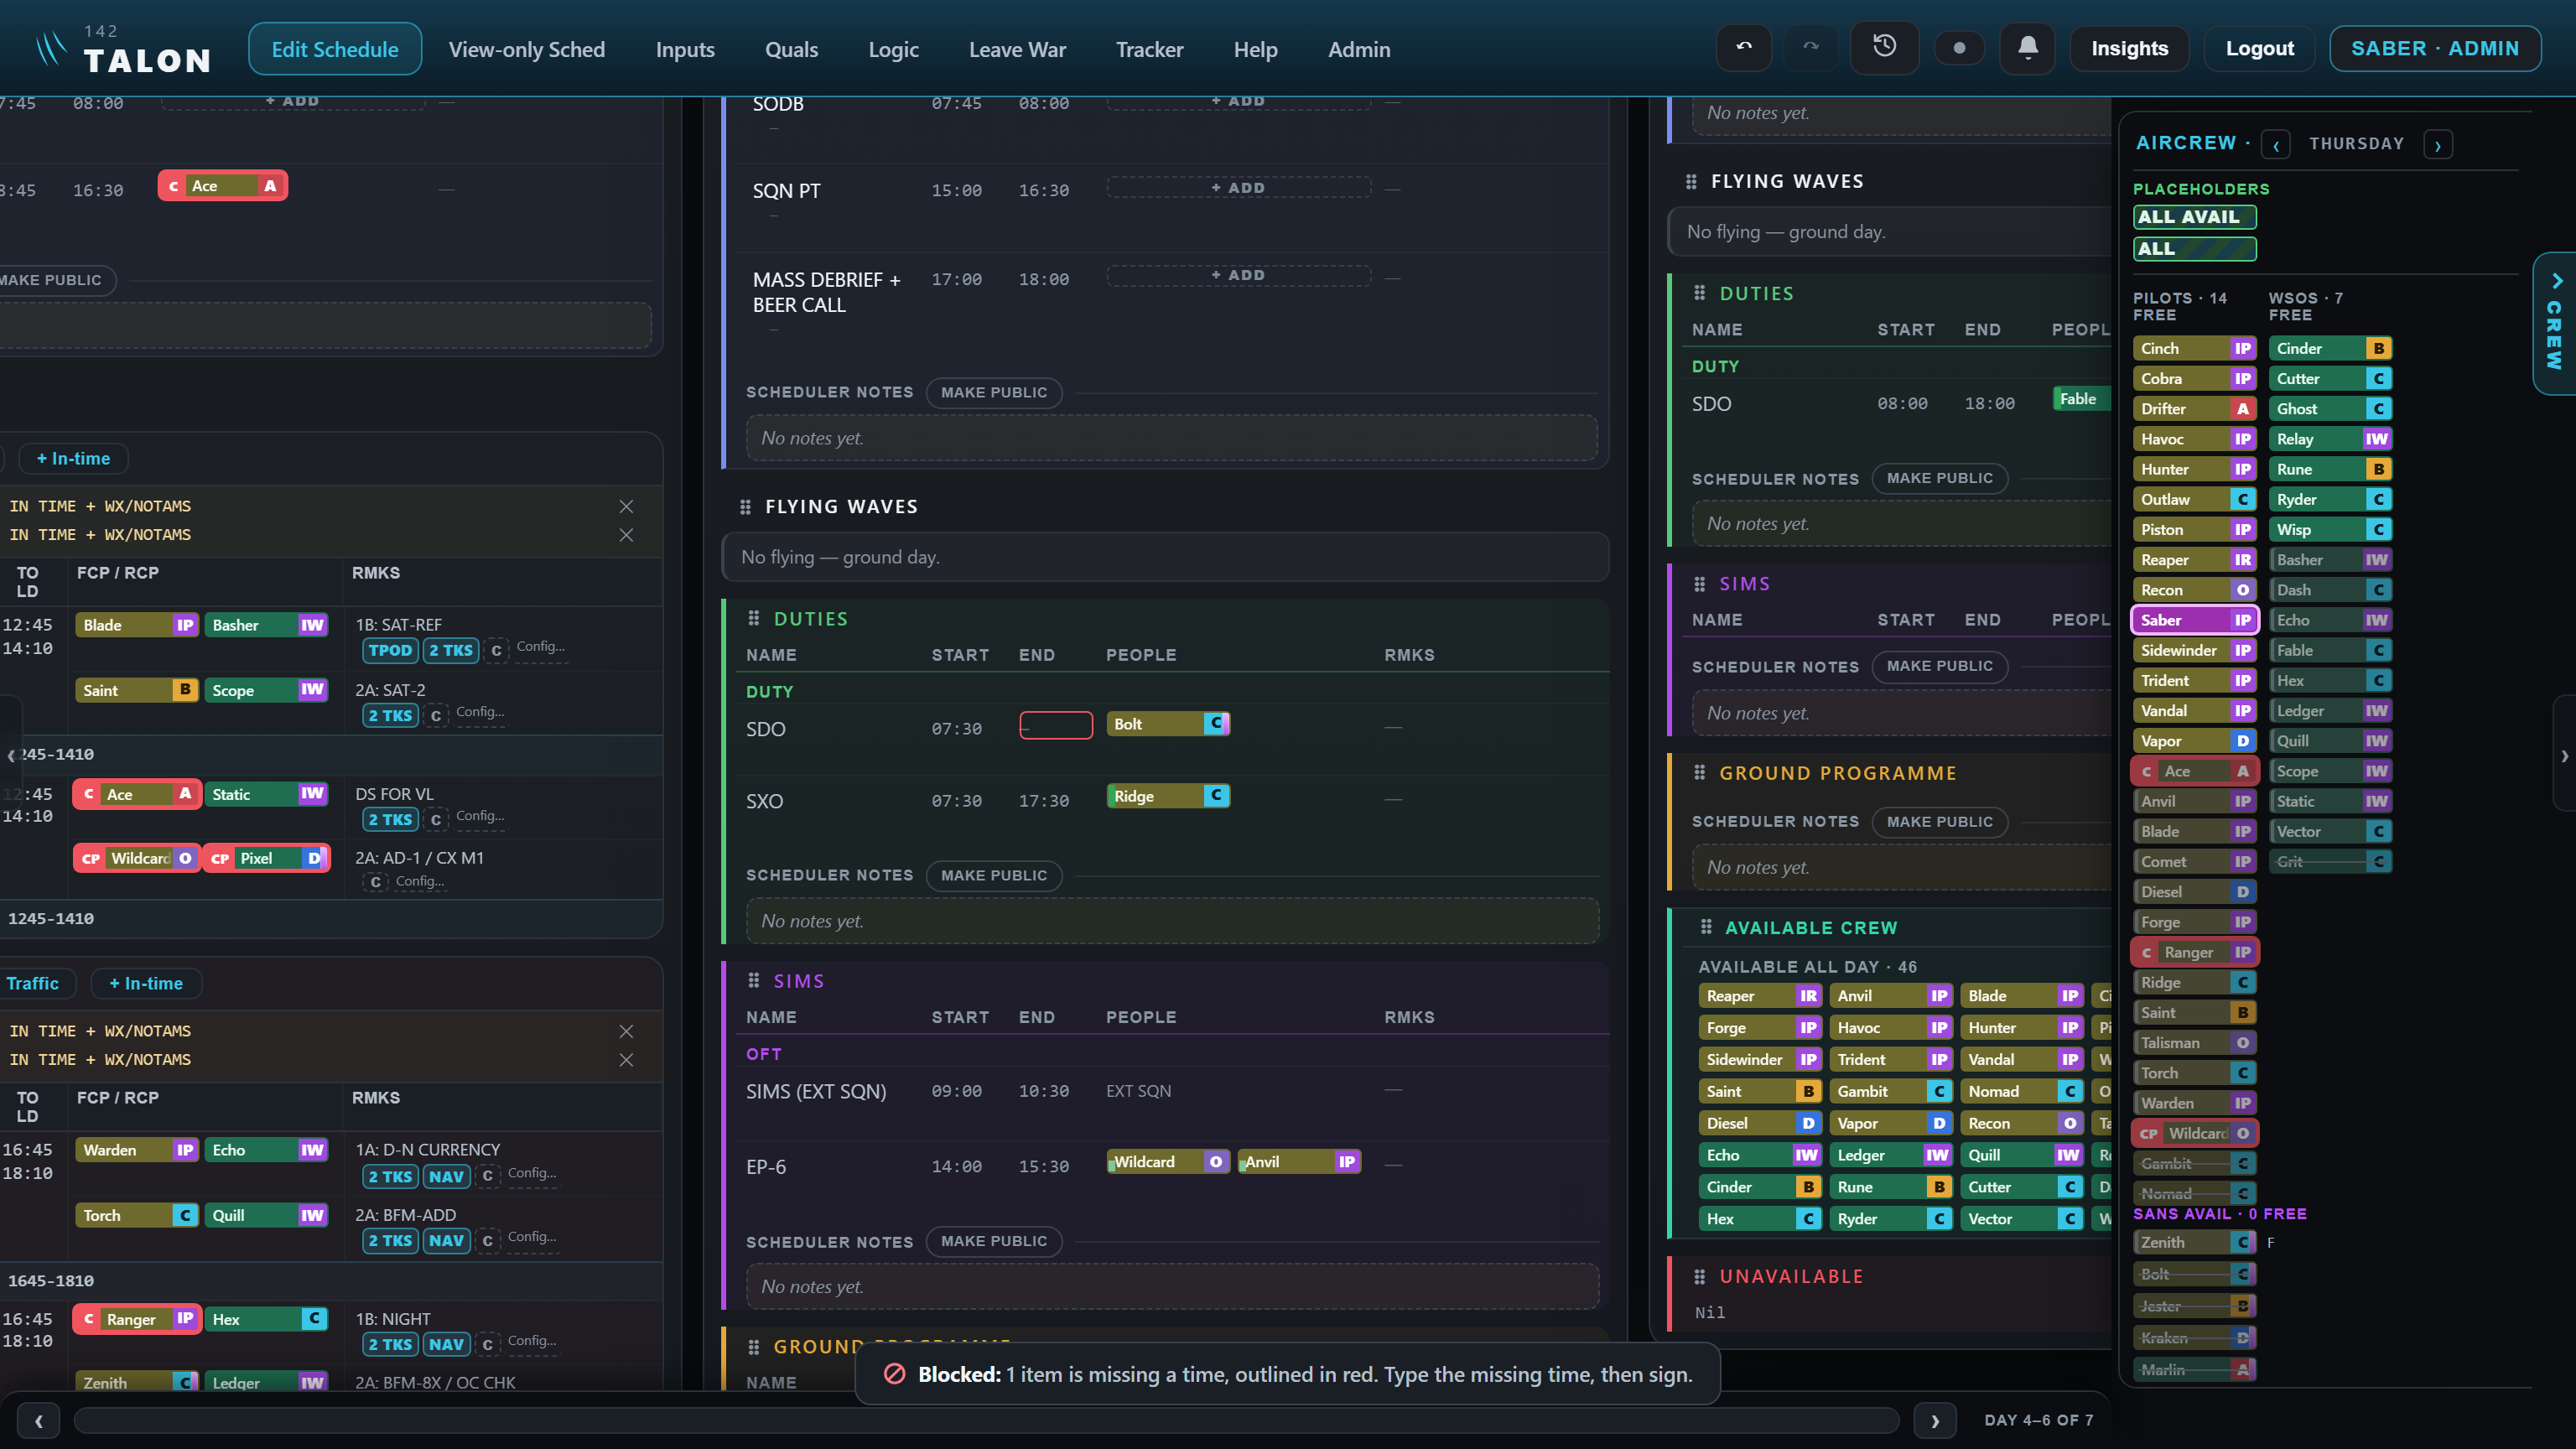 142
TALON
Edit Schedule
View-only Sched
Inputs
Quals
Logic
Leave War
Tracker
Help
Admin
Insights
Logout
SABER · ADMIN
08:00
+ ADD
—
16:30
C Ace A
—
MAKE PUBLIC
+ In-time
IN TIME + WX/NOTAMS
IN TIME + WX/NOTAMS
TO
LD
FCP / RCP
RMKS
12:45
14:10
Blade IP Basher IW
1B: SAT-REF
TPOD 2 TKS C Config...
Saint B Scope IW
2A: SAT-2
2 TKS C Config...
12:45
14:10
C Ace A Static IW
DS FOR VL
2 TKS C Config...
CP Wildcard O CP Pixel D
2A: AD-1 / CX M1
C Config...
1245-1410
Traffic
+ In-time
IN TIME + WX/NOTAMS
IN TIME + WX/NOTAMS
TO
LD
FCP / RCP
RMKS
16:45
18:10
Warden IP Echo IW
1A: D-N CURRENCY
2 TKS NAV C Config...
Torch C Quill IW
2A: BFM-ADD
2 TKS NAV C Config...
1645-1810
16:45
18:10
C Ranger IP Hex C
1B: NIGHT
2 TKS NAV C Config...
Zenith C Ledger IW
2A: BFM-8X / OC CHK
SODB 07:45 08:00 + ADD —
—
SQN PT 15:00 16:30 + ADD —
—
MASS DEBRIEF +
BEER CALL
17:00 18:00 + ADD —
—
SCHEDULER NOTES MAKE PUBLIC
No notes yet.
FLYING WAVES
No flying — ground day.
DUTIES
NAME START END PEOPLE RMKS
DUTY
SDO 07:30 — Bolt C —
SXO 07:30 17:30 Ridge C —
SCHEDULER NOTES MAKE PUBLIC
No notes yet.
SIMS
NAME START END PEOPLE RMKS
OFT
SIMS (EXT SQN) 09:00 10:30 EXT SQN —
EP-6 14:00 15:30 Wildcard O Anvil IP —
SCHEDULER NOTES MAKE PUBLIC
No notes yet.
NAME
No notes yet.
FLYING WAVES
No flying — ground day.
DUTIES
NAME START END
DUTY
SDO 08:00 18:00 Fable
SCHEDULER NOTES MAKE PUBLIC
No notes yet.
SIMS
NAME START END
SCHEDULER NOTES MAKE PUBLIC
No notes yet.
GROUND PROGRAMME
SCHEDULER NOTES MAKE PUBLIC
No notes yet.
AVAILABLE CREW
AVAILABLE ALL DAY · 46
Reaper IR Anvil IP Blade IP
Forge IP Havoc IP Hunter IP
Sidewinder IP Trident IP Vandal IP
Saint B Gambit C Nomad C
Diesel D Vapor D Recon O
Echo IW Ledger IW Quill IW
Cinder B Rune B Cutter C
Hex C Ryder C Vector C
UNAVAILABLE
Nil
AIRCREW · ‹ THURSDAY ›
PLACEHOLDERS
ALL AVAIL
ALL
PILOTS · 14
FREE
WSOS · 7
FREE
Cinch IP Cinder B
Cobra IP Cutter C
Drifter A Ghost C
Havoc IP Relay IW
Hunter IP Rune B
Outlaw C Ryder C
Piston IP Wisp C
Reaper IR Basher IW
Recon O Dash C
Saber IP Echo IW
Sidewinder IP Fable C
Trident IP Hex C
Vandal IP Ledger IW
Vapor D Quill IW
C Ace A Scope IW
Anvil IP Static IW
Blade IP Vector C
Comet IP Grit C
Diesel D
Forge IP
C Ranger IP
Ridge C
Saint B
Talisman O
Torch C
Warden IP
CP Wildcard O
Gambit C
Nomad C
SANS AVAIL · 0 FREE
Zenith C F
Bolt C
Jester B
Kraken D
Marlin A
CREW
Blocked: 1 item is missing a time, outlined in red. Type the missing time, then sign.
DAY 4–6 OF 7